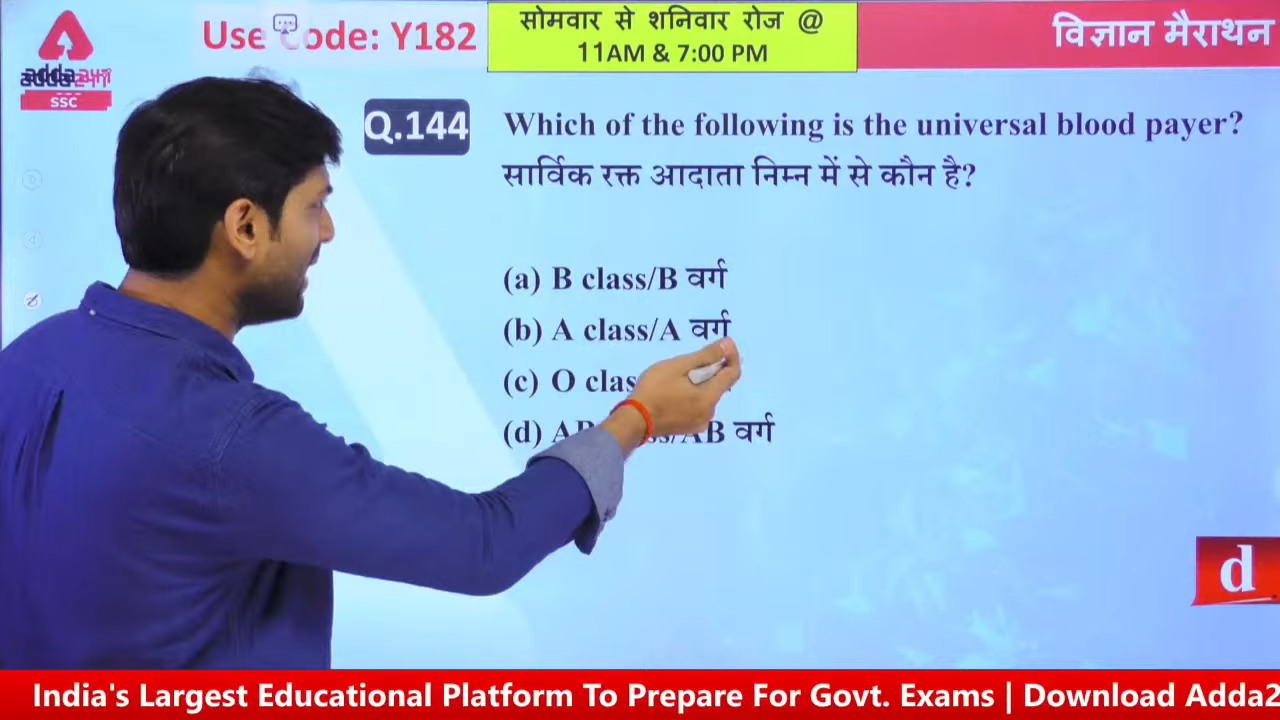 Use Code: Y182
सोमवार से शनिवार रोज @
11AM & 7:00 PM
विज्ञान मैराथन
SSC
Q.144
Which of the following is the universal blood payer?
सार्विक रक्त आदाता निम्न में से कौन है?
(a) B class/B वर्ग
(b) A class/A वर्ग
(c) O clas
(d) AB class/AB वर्ग
d
India's Largest Educational Platform To Prepare For Govt. Exams | Download Adda2